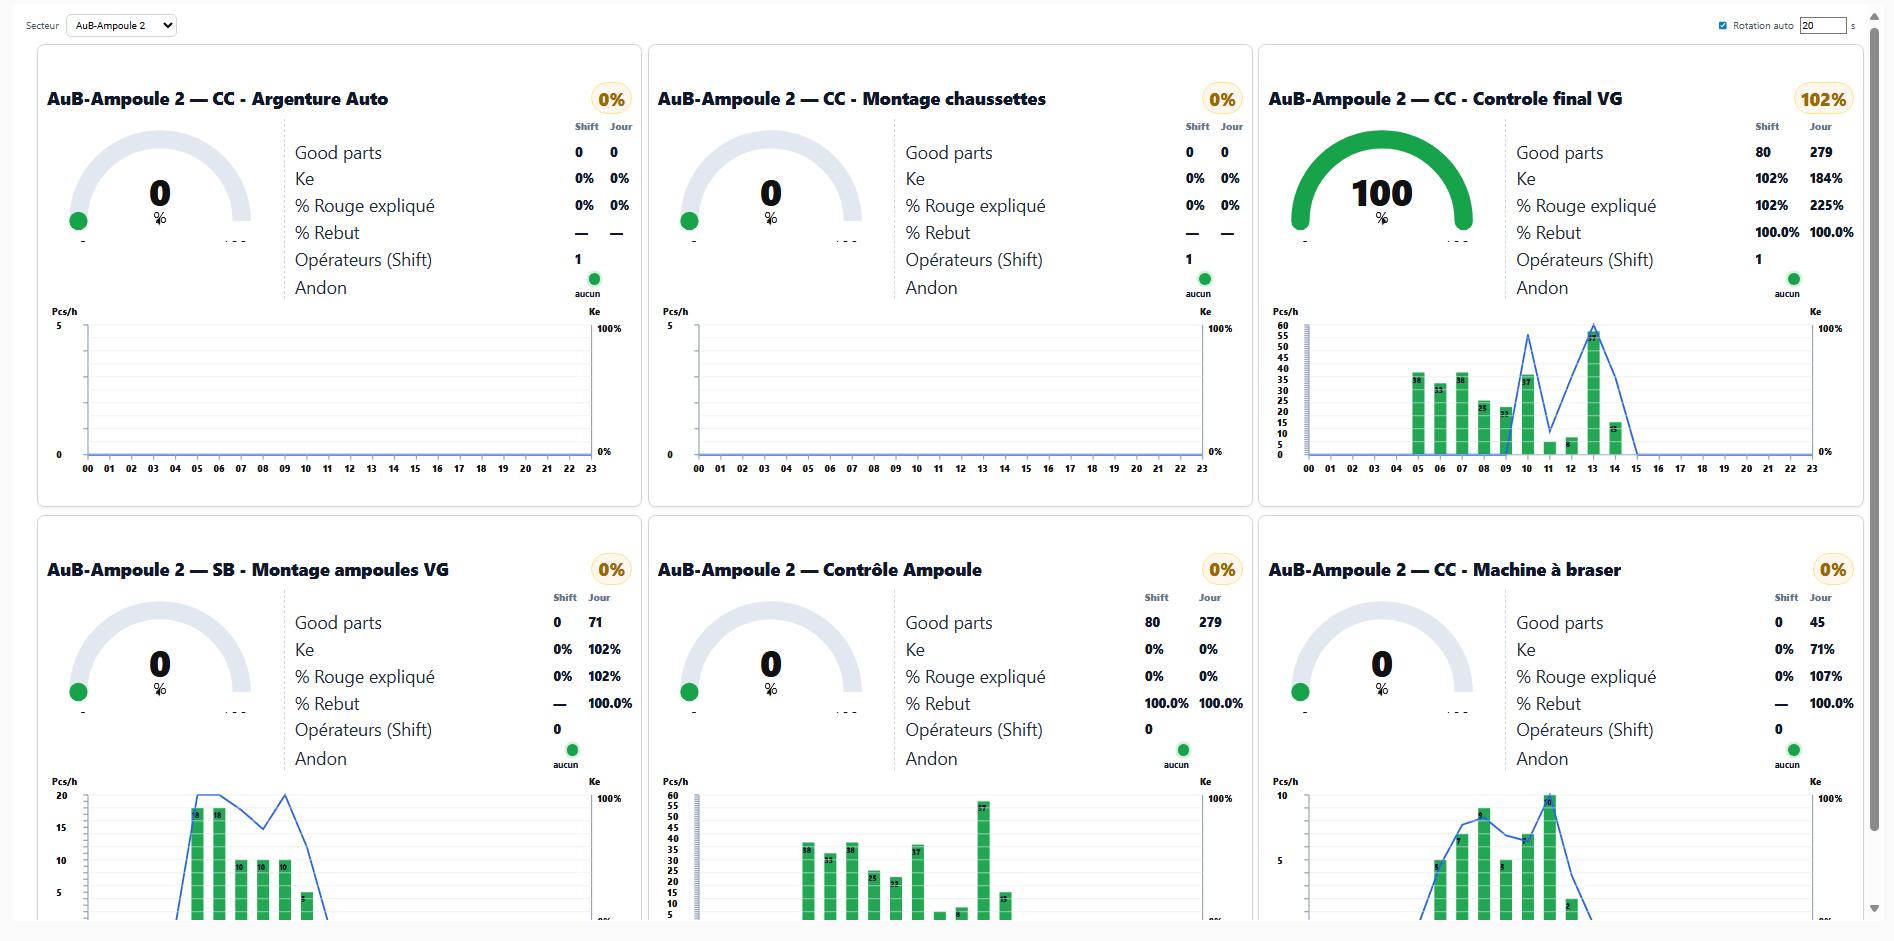 Secteur AuB-Ampoule 2 Rotation auto 20 s
AuB-Ampoule 2 — CC - Argenture Auto 0%
Shift Jour
Good parts 0 0
Ke 0% 0%
% Rouge expliqué 0% 0%
% Rebut — —
Opérateurs (Shift) 1
Andon aucun
0
%
Pcs/h Ke
5 100%
0 0%
00 01 02 03 04 05 06 07 08 09 10 11 12 13 14 15 16 17 18 19 20 21 22 23
AuB-Ampoule 2 — CC - Montage chaussettes 0%
Shift Jour
Good parts 0 0
Ke 0% 0%
% Rouge expliqué 0% 0%
% Rebut — —
Opérateurs (Shift) 1
Andon aucun
0
%
Pcs/h Ke
5 100%
0 0%
00 01 02 03 04 05 06 07 08 09 10 11 12 13 14 15 16 17 18 19 20 21 22 23
AuB-Ampoule 2 — CC - Controle final VG 102%
Shift Jour
Good parts 80 279
Ke 102% 184%
% Rouge expliqué 102% 225%
% Rebut 100.0% 100.0%
Opérateurs (Shift) 1
Andon aucun
100
%
Pcs/h Ke
60 100%
55
50
45
40
35
30
25
20
15
10
5
0 0%
38 33 38 25 22 37 8 57 15
00 01 02 03 04 05 06 07 08 09 10 11 12 13 14 15 16 17 18 19 20 21 22 23
AuB-Ampoule 2 — SB - Montage ampoules VG 0%
Shift Jour
Good parts 0 71
Ke 0% 102%
% Rouge expliqué 0% 102%
% Rebut — 100.0%
Opérateurs (Shift) 0
Andon aucun
0
%
Pcs/h Ke
20 100%
15
10
5
18 18 10 10 10 5
AuB-Ampoule 2 — Contrôle Ampoule 0%
Shift Jour
Good parts 80 279
Ke 0% 0%
% Rouge expliqué 0% 0%
% Rebut 100.0% 100.0%
Opérateurs (Shift) 0
Andon aucun
0
%
Pcs/h Ke
60 100%
55
50
45
40
35
30
25
20
15
10
5
38 33 38 25 22 37 8 57 15
AuB-Ampoule 2 — CC - Machine à braser 0%
Shift Jour
Good parts 0 45
Ke 0% 71%
% Rouge expliqué 0% 107%
% Rebut — 100.0%
Opérateurs (Shift) 0
Andon aucun
0
%
Pcs/h Ke
10 100%
5
5 7 9 5 7 10 2